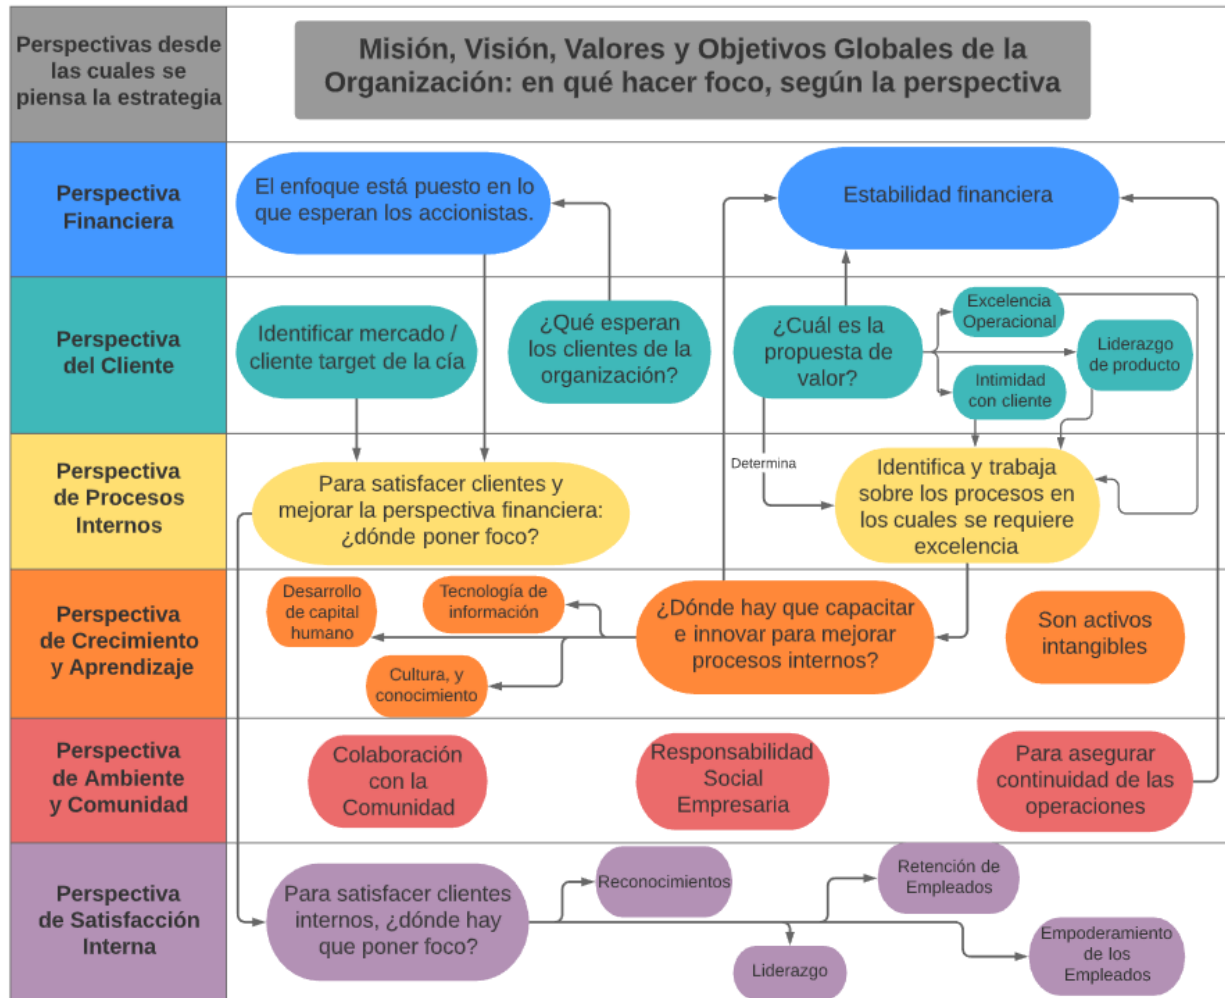 Perspectivas desde
las cuales se
piensa la estrategia
Misión, Visión, Valores y Objetivos Globales de la
Organización: en qué hacer foco, según la perspectiva
Perspectiva
Financiera
El enfoque está puesto en lo
que esperan los accionistas.
Estabilidad financiera
Perspectiva
del Cliente
Identificar mercado /
cliente target de la cía
¿Qué esperan
los clientes de la
organización?
¿Cuál es la
propuesta de
valor?
Excelencia
Operacional
Liderazgo
de producto
Intimidad
con cliente
Perspectiva
de Procesos
Internos
Para satisfacer clientes y
mejorar la perspectiva financiera:
¿dónde poner foco?
Determina
Identifica y trabaja
sobre los procesos en
los cuales se requiere
excelencia
Perspectiva
de Crecimiento
y Aprendizaje
Desarrollo
de capital
humano
Tecnología de
información
Cultura, y
conocimiento
¿Dónde hay que capacitar
e innovar para mejorar
procesos internos?
Son activos
intangibles
Perspectiva
de Ambiente
y Comunidad
Colaboración
con la
Comunidad
Responsabilidad
Social
Empresaria
Para asegurar
continuidad de las
operaciones
Perspectiva
de Satisfacción
Interna
Para satisfacer clientes
internos, ¿dónde hay
que poner foco?
Reconocimientos
Retención de
Empleados
Liderazgo
Empoderamiento
de los
Empleados